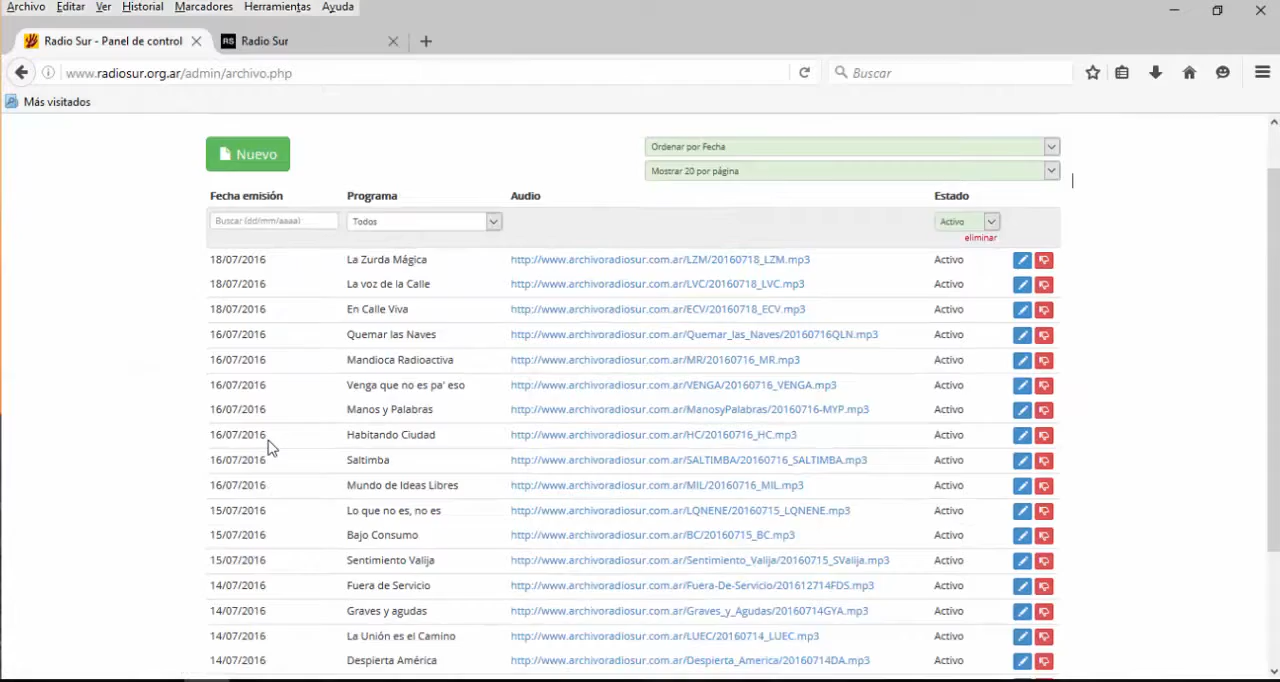 Archivo Editar Ver Historial Marcadores Herramientas Ayuda
Radio Sur - Panel de control RS Radio Sur
www.radiosur.org.ar/admin/archivo.php Buscar
Más visitados
Nuevo Ordenar por Fecha
Mostrar 20 por página
Fecha emisión Programa Audio Estado
Buscar (dd/mm/aaaa) Todos Activo
eliminar
18/07/2016 La Zurda Mágica http://www.archivoradiosur.com.ar/LZM/20160718_LZM.mp3 Activo
18/07/2016 La voz de la Calle http://www.archivoradiosur.com.ar/LVC/20160718_LVC.mp3 Activo
18/07/2016 En Calle Viva http://www.archivoradiosur.com.ar/ECV/20160718_ECV.mp3 Activo
16/07/2016 Quemar las Naves http://www.archivoradiosur.com.ar/Quemar_las_Naves/20160716QLN.mp3 Activo
16/07/2016 Mandioca Radioactiva http://www.archivoradiosur.com.ar/MR/20160716_MR.mp3 Activo
16/07/2016 Venga que no es pa' eso http://www.archivoradiosur.com.ar/VENGA/20160716_VENGA.mp3 Activo
16/07/2016 Manos y Palabras http://www.archivoradiosur.com.ar/ManosyPalabras/20160716-MYP.mp3 Activo
16/07/2016 Habitando Ciudad http://www.archivoradiosur.com.ar/HC/20160716_HC.mp3 Activo
16/07/2016 Saltimba http://www.archivoradiosur.com.ar/SALTIMBA/20160716_SALTIMBA.mp3 Activo
16/07/2016 Mundo de Ideas Libres http://www.archivoradiosur.com.ar/MIL/20160716_MIL.mp3 Activo
15/07/2016 Lo que no es, no es http://www.archivoradiosur.com.ar/LQNENE/20160715_LQNENE.mp3 Activo
15/07/2016 Bajo Consumo http://www.archivoradiosur.com.ar/BC/20160715_BC.mp3 Activo
15/07/2016 Sentimiento Valija http://www.archivoradiosur.com.ar/Sentimiento_Valija/20160715_SValija.mp3 Activo
14/07/2016 Fuera de Servicio http://www.archivoradiosur.com.ar/Fuera-De-Servicio/201612714FDS.mp3 Activo
14/07/2016 Graves y agudas http://www.archivoradiosur.com.ar/Graves_y_Agudas/20160714GYA.mp3 Activo
14/07/2016 La Unión es el Camino http://www.archivoradiosur.com.ar/LUEC/20160714_LUEC.mp3 Activo
14/07/2016 Despierta América http://www.archivoradiosur.com.ar/Despierta_America/20160714DA.mp3 Activo